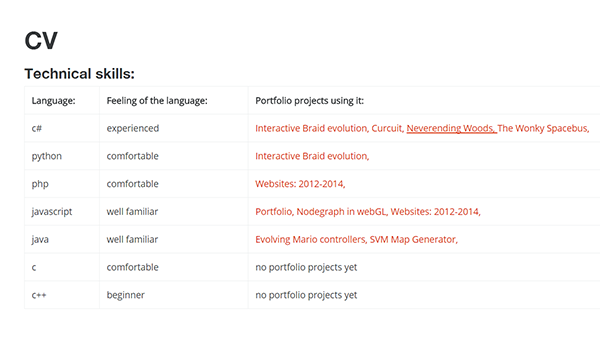 CV
Technical skills:
Language: Feeling of the language: Portfolio projects using it:
c# experienced Interactive Braid evolution, Curcuit, Neverending Woods, The Wonky Spacebus,
python comfortable Interactive Braid evolution,
php comfortable Websites: 2012-2014,
javascript well familiar Portfolio, Nodegraph in webGL, Websites: 2012-2014,
java well familiar Evolving Mario controllers, SVM Map Generator,
c comfortable no portfolio projects yet
c++ beginner no portfolio projects yet